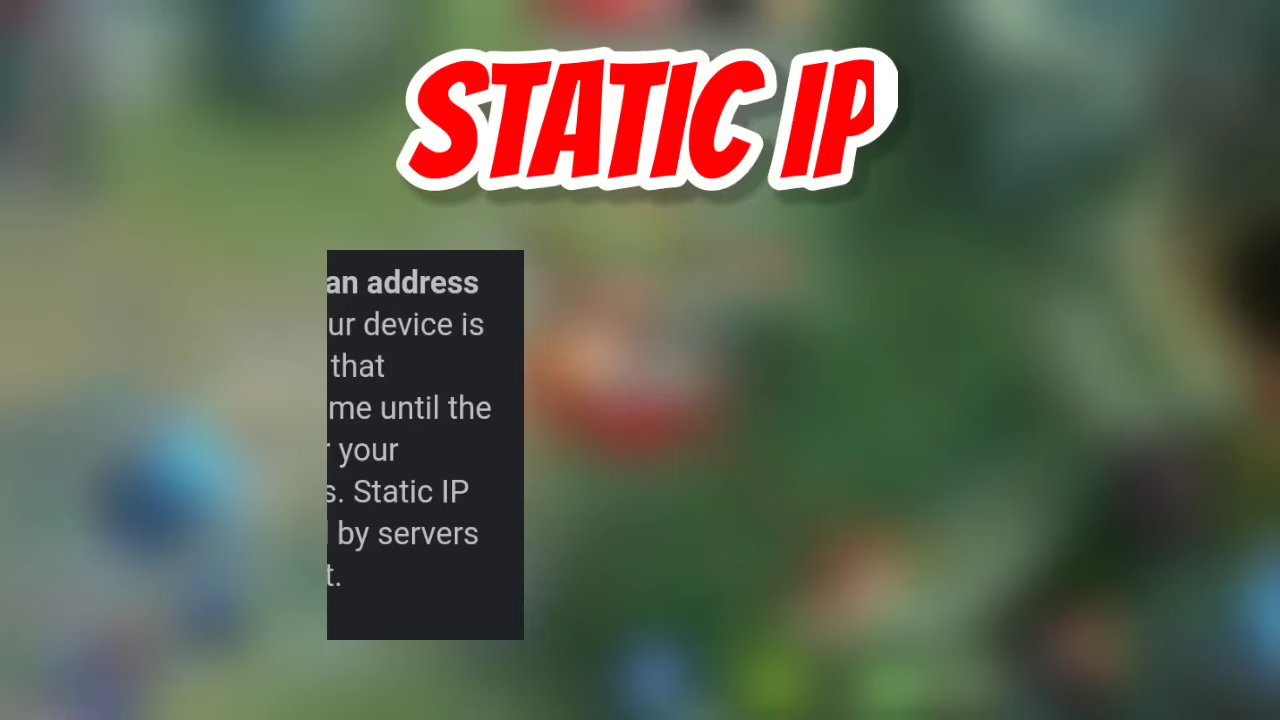 STATIC IP
an address
ur device is
that
me until the
your
s. Static IP
by servers
t.